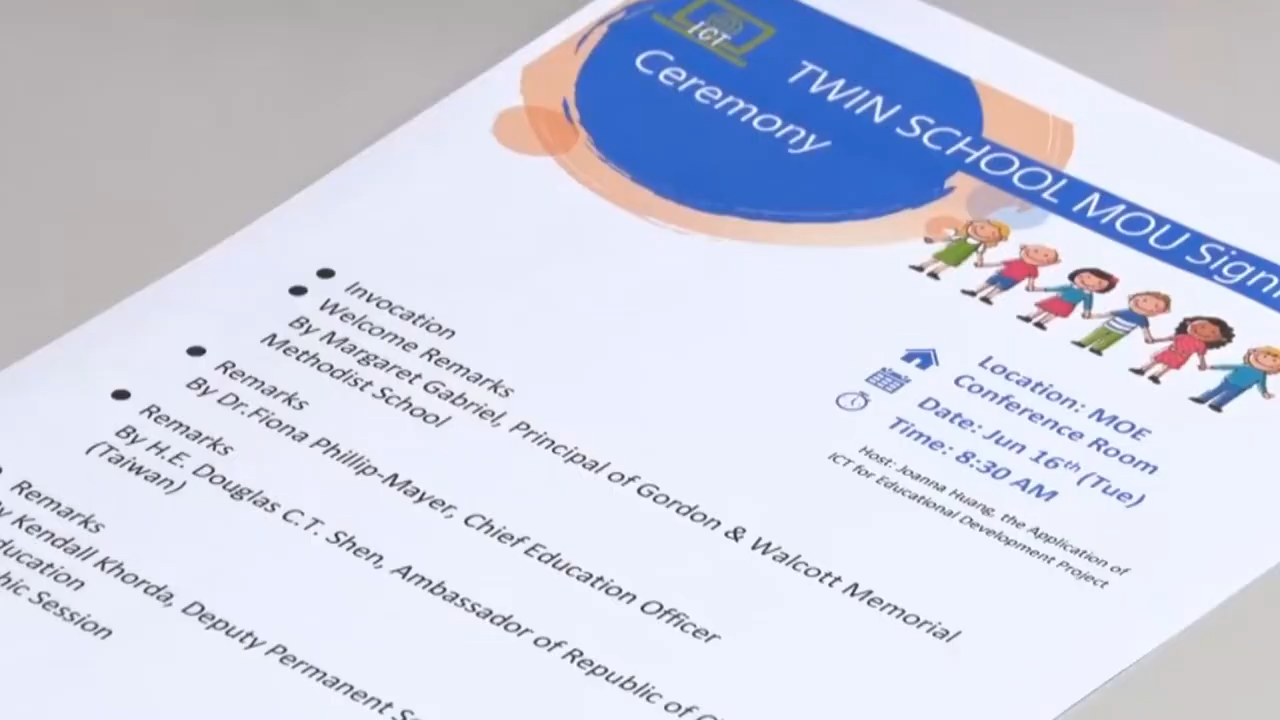 ICT
TWIN SCHOOL MOU
Ceremony
Invocation
Welcome Remarks
By Margaret Gabriel, Principal of Gordon & Walcott Memorial
Methodist School
Remarks
By Dr. Fiona Phillip-Mayer, Chief Education Officer
Remarks
By H.E. Douglas C.T. Shen, Ambassador of Republic of
(Taiwan)
Remarks
Kendall Khorda, Deputy Permanent
Session
Location: MOE
Conference Room
Date: Jun 16th (Tue)
Time: 8:30 AM
Host: Joanna Huang, the Application of
ICT for Educational Development Project